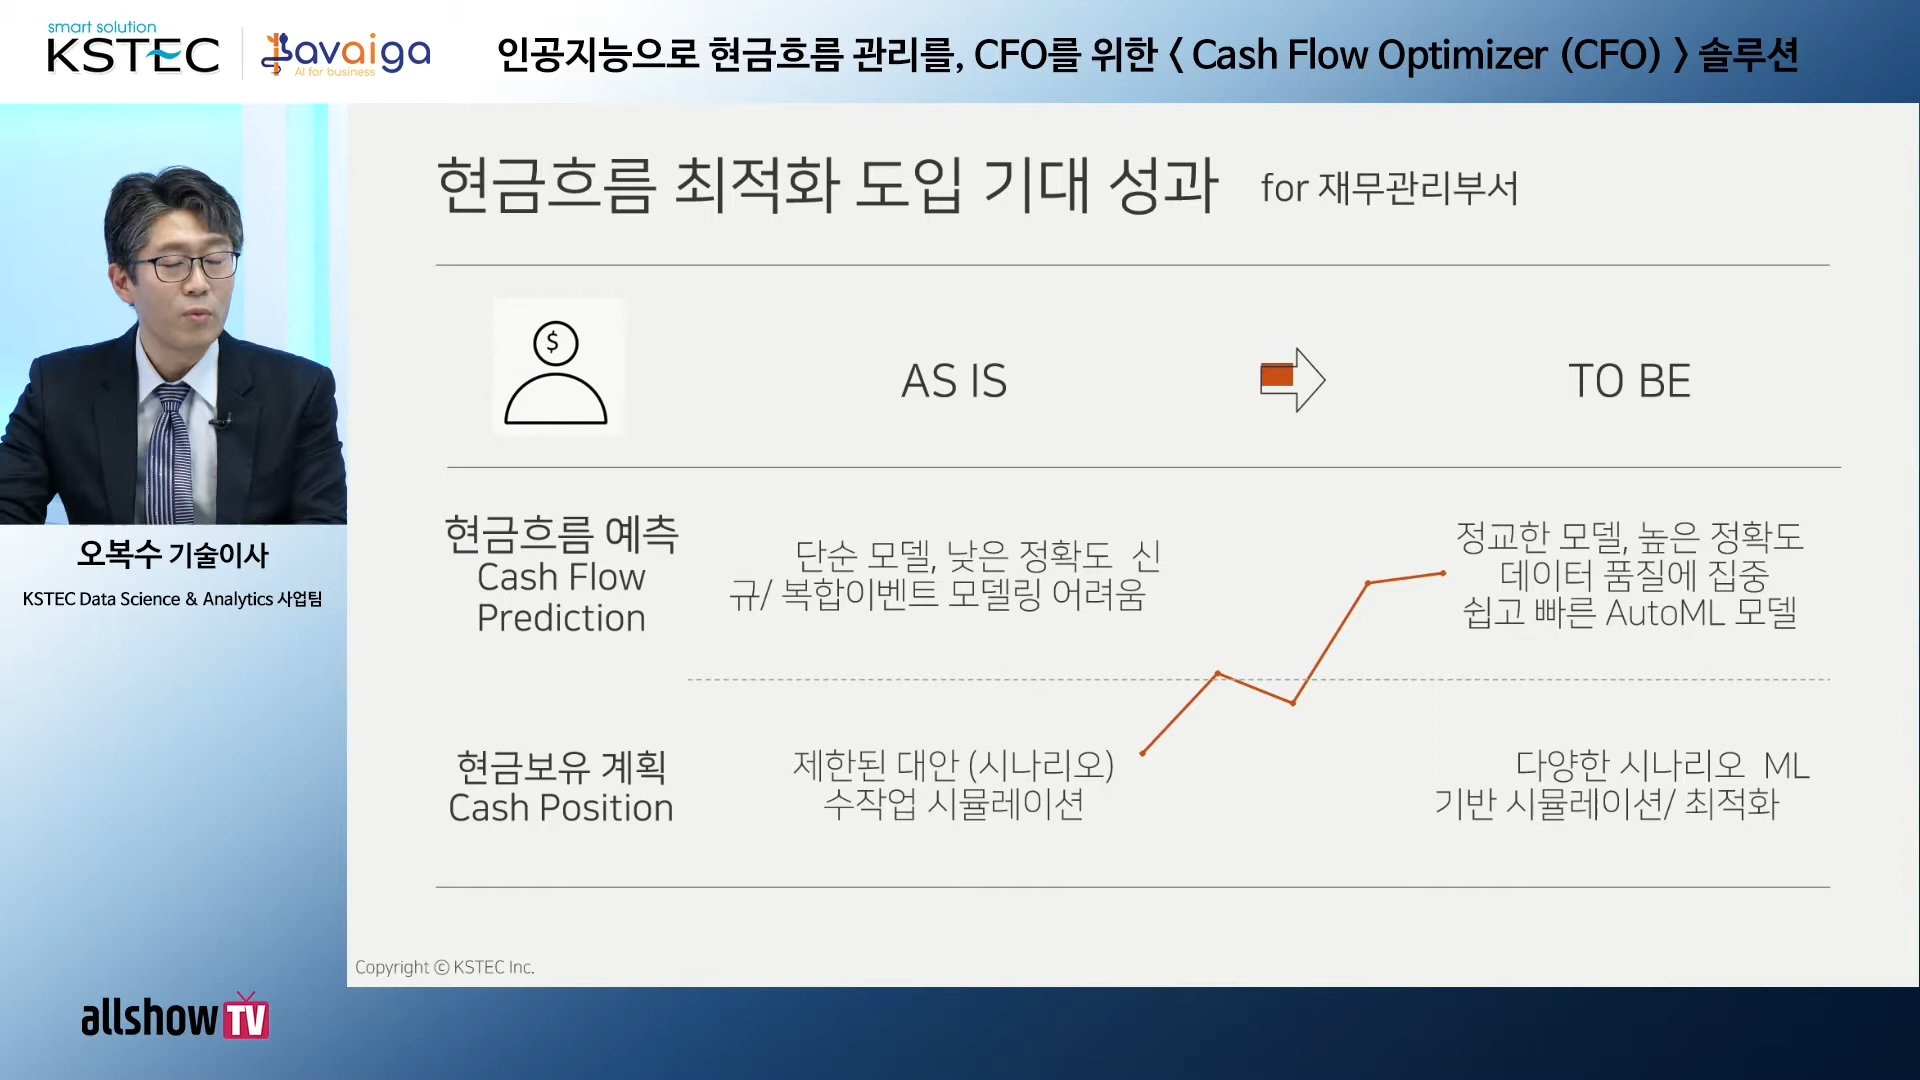 smart solution
KSTEC
avaiga
AI for business
인공지능으로 현금흐름 관리를, CFO를 위한 < Cash Flow Optimizer (CFO) > 솔루션
현금흐름 최적화 도입 기대 성과 for 재무관리부서
$
AS IS
TO BE
현금흐름 예측
Cash Flow
Prediction
단순 모델, 낮은 정확도 신
규/ 복합이벤트 모델링 어려움
정교한 모델, 높은 정확도
데이터 품질에 집중
쉽고 빠른 AutoML 모델
현금보유 계획
Cash Position
제한된 대안 (시나리오)
수작업 시뮬레이션
다양한 시나리오 ML
기반 시뮬레이션/ 최적화
Copyright ⓒ KSTEC Inc.
오복수 기술이사
KSTEC Data Science & Analytics 사업팀
allshow TV